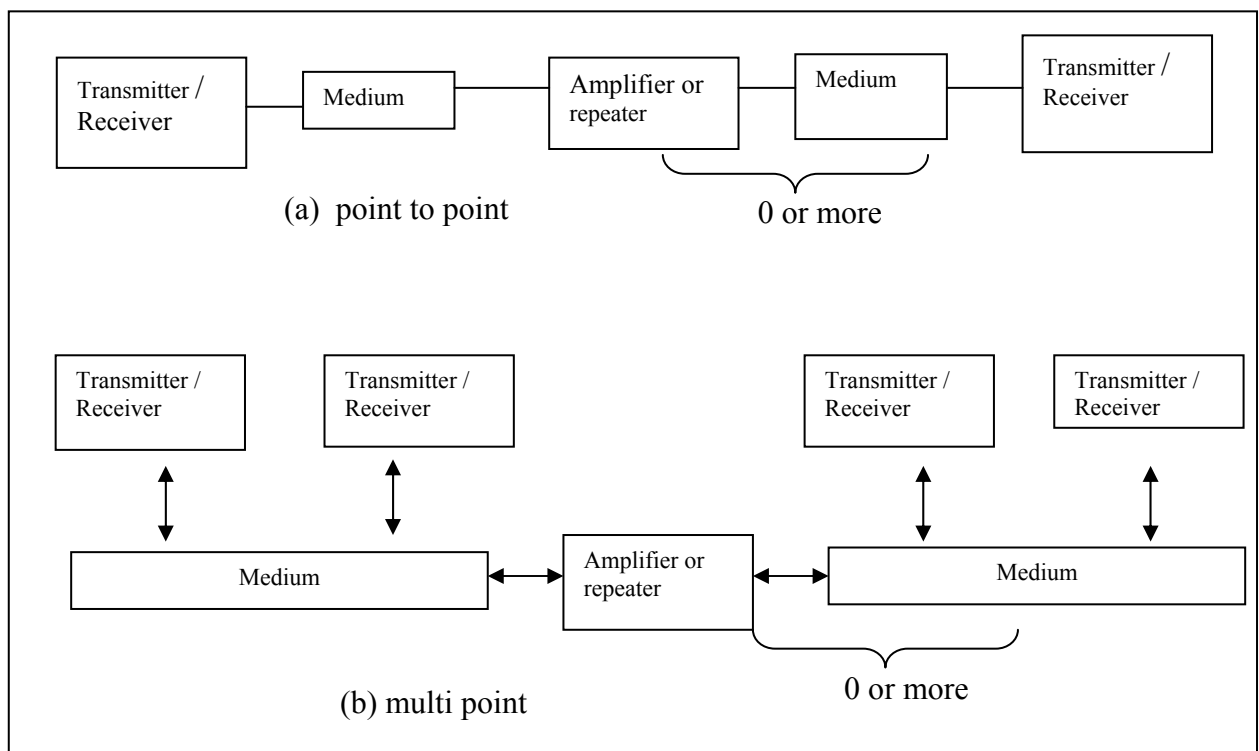 Transmitter /
Receiver
Medium
Amplifier or
repeater
Medium
Transmitter /
Receiver
(a) point to point
0 or more
Transmitter /
Receiver
Transmitter /
Receiver
Transmitter /
Receiver
Transmitter /
Receiver
Medium
Amplifier or
repeater
Medium
0 or more
(b) multi point